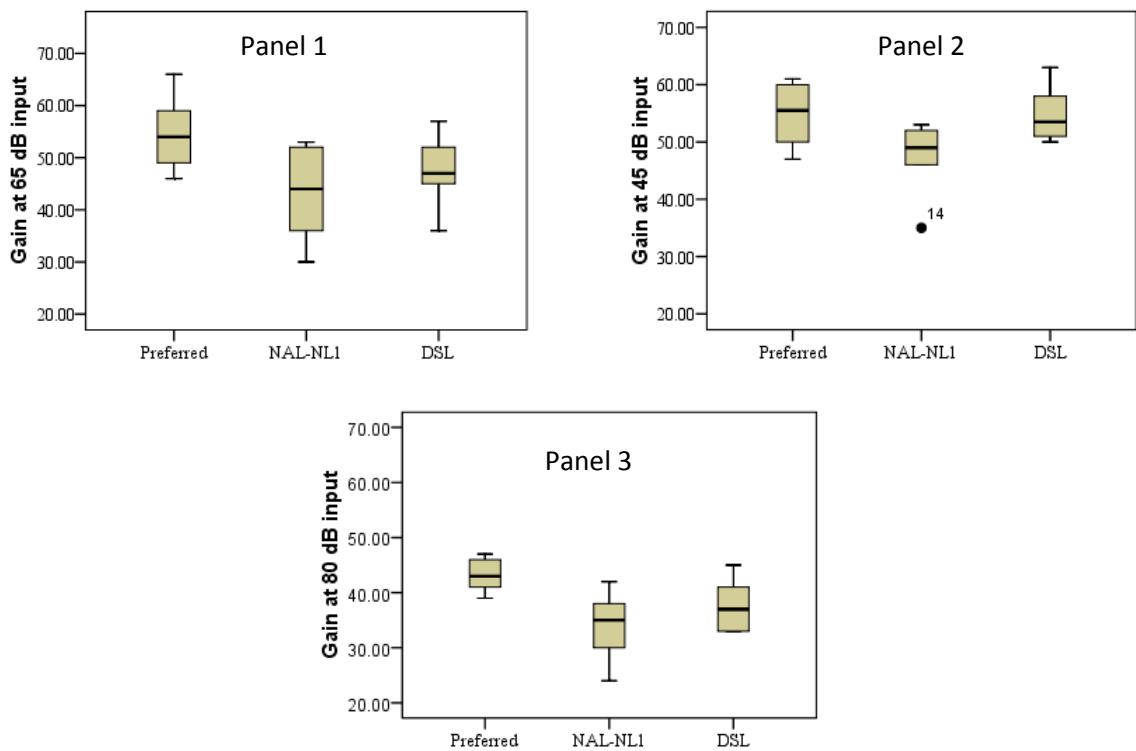 Panel 1
Gain at 65 dB input
70.00
60.00
50.00
40.00
30.00
20.00
Preferred NAL-NL1 DSL
Panel 2
Gain at 45 dB input
70.00
60.00
50.00
40.00
30.00
20.00
14
Preferred NAL-NL1 DSL
Panel 3
Gain at 80 dB input
70.00
60.00
50.00
40.00
30.00
20.00
Preferred NAL-NL1 DSL